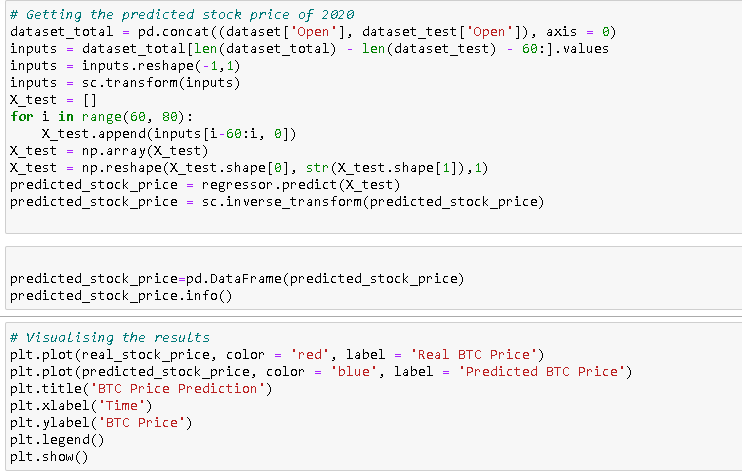 # Getting the predicted stock price of 2020
dataset_total = pd.concat((dataset['Open'], dataset_test['Open']), axis = 0)
inputs = dataset_total[len(dataset_total) - len(dataset_test) - 60:].values
inputs = inputs.reshape(-1,1)
inputs = sc.transform(inputs)
X_test = []
for i in range(60, 80):
    X_test.append(inputs[i-60:i, 0])
X_test = np.array(X_test)
X_test = np.reshape(X_test.shape[0], str(X_test.shape[1]),1)
predicted_stock_price = regressor.predict(X_test)
predicted_stock_price = sc.inverse_transform(predicted_stock_price)
predicted_stock_price=pd.DataFrame(predicted_stock_price)
predicted_stock_price.info()
# Visualising the results
plt.plot(real_stock_price, color = 'red', label = 'Real BTC Price')
plt.plot(predicted_stock_price, color = 'blue', label = 'Predicted BTC Price')
plt.title('BTC Price Prediction')
plt.xlabel('Time')
plt.ylabel('BTC Price')
plt.legend()
plt.show()